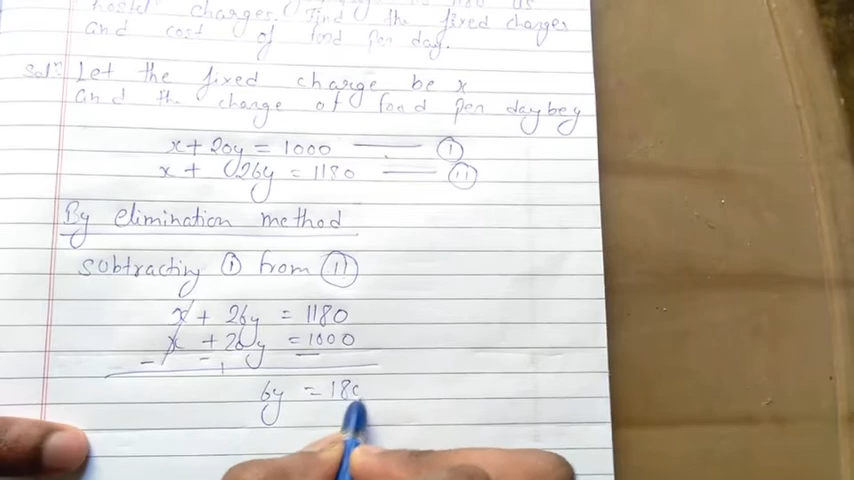 hostel charges. Find the fixed charges
and cost of food per day.
Solⁿ: Let the fixed charge be x
and the charge of food per day be y
x + 20y = 1000 —— (I)
x + 26y = 1180 —— (II)
By elimination method
subtracting (I) from (II)
x + 26y = 1180
x + 20y = 1000
- - -
6y = 180